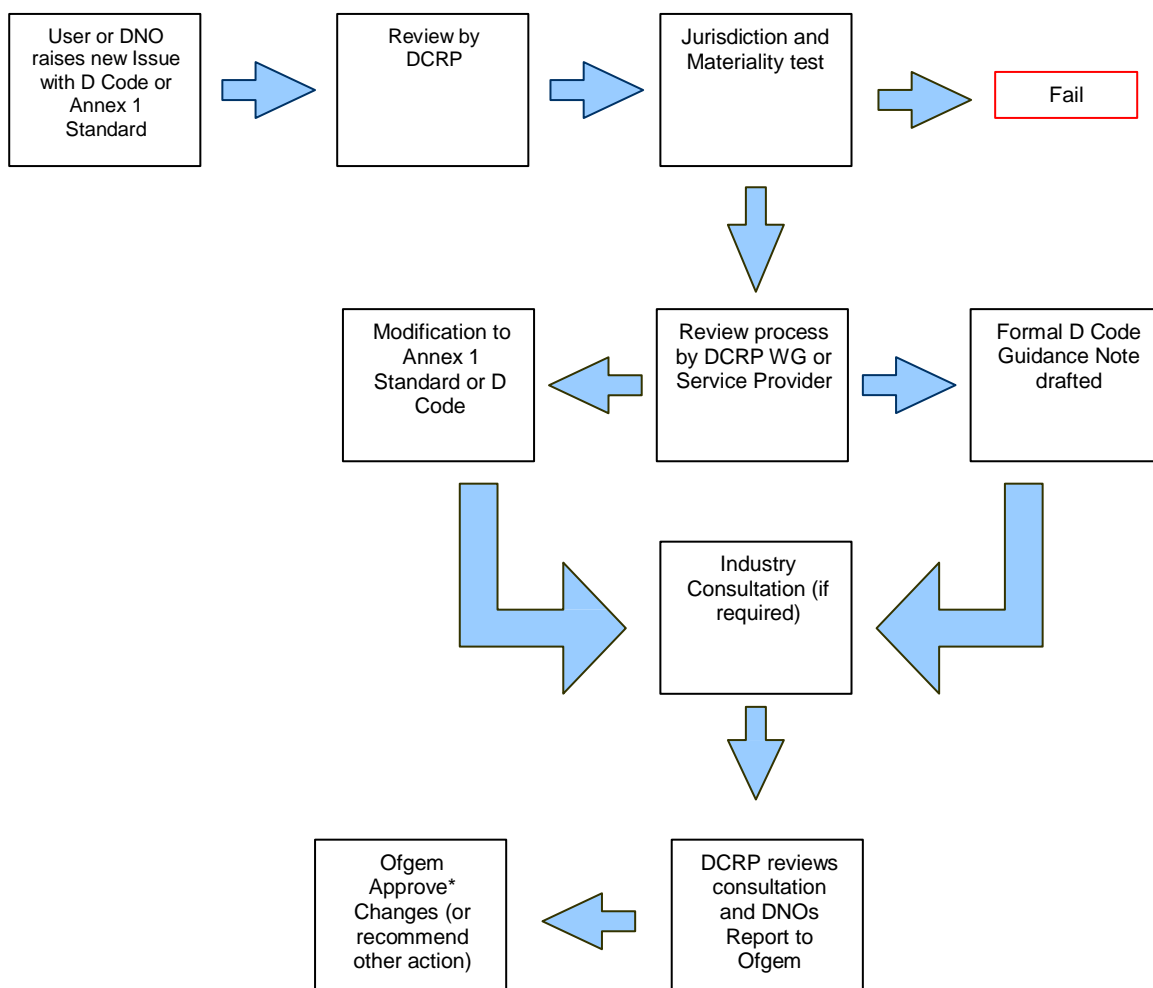 User or DNO
raises new Issue
with D Code or
Annex 1
Standard
Review by
DCRP
Jurisdiction and
Materiality test
Fail
Modification to
Annex 1
Standard or D
Code
Review process
by DCRP WG or
Service Provider
Formal D Code
Guidance Note
drafted
Industry
Consultation (if
required)
Ofgem
Approve*
Changes (or
recommend
other action)
DCRP reviews
consultation
and DNOs
Report to
Ofgem